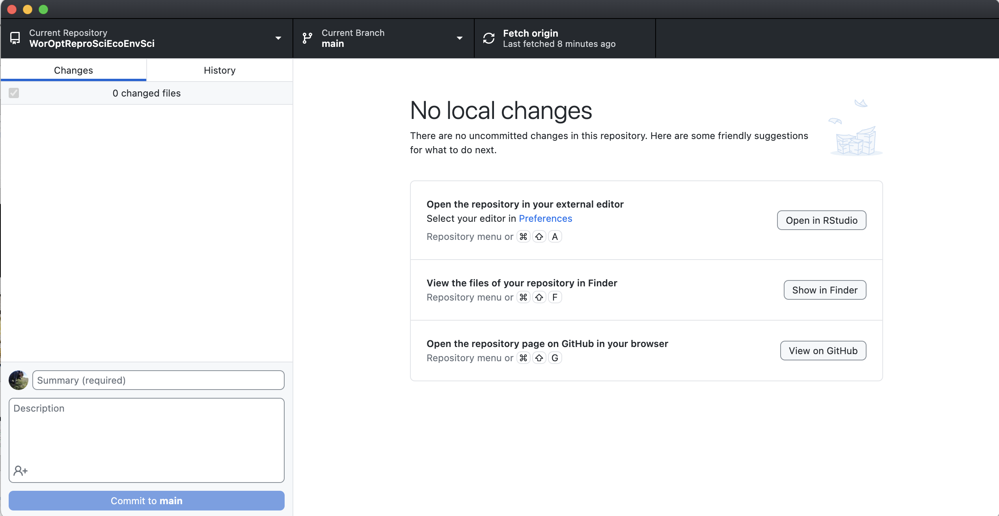 Current Repository
WorOptReproSciEcoEnvSci
Current Branch
main
Fetch origin
Last fetched 8 minutes ago
Changes
History
0 changed files
No local changes
There are no uncommitted changes in this repository. Here are some friendly suggestions
for what to do next.
Open the repository in your external editor
Select your editor in Preferences
Repository menu or ⌘ ⇧ A
Open in RStudio
View the files of your repository in Finder
Repository menu or ⌘ ⇧ F
Show in Finder
Open the repository page on GitHub in your browser
Repository menu or ⌘ ⇧ G
View on GitHub
Summary (required)
Description
Commit to main